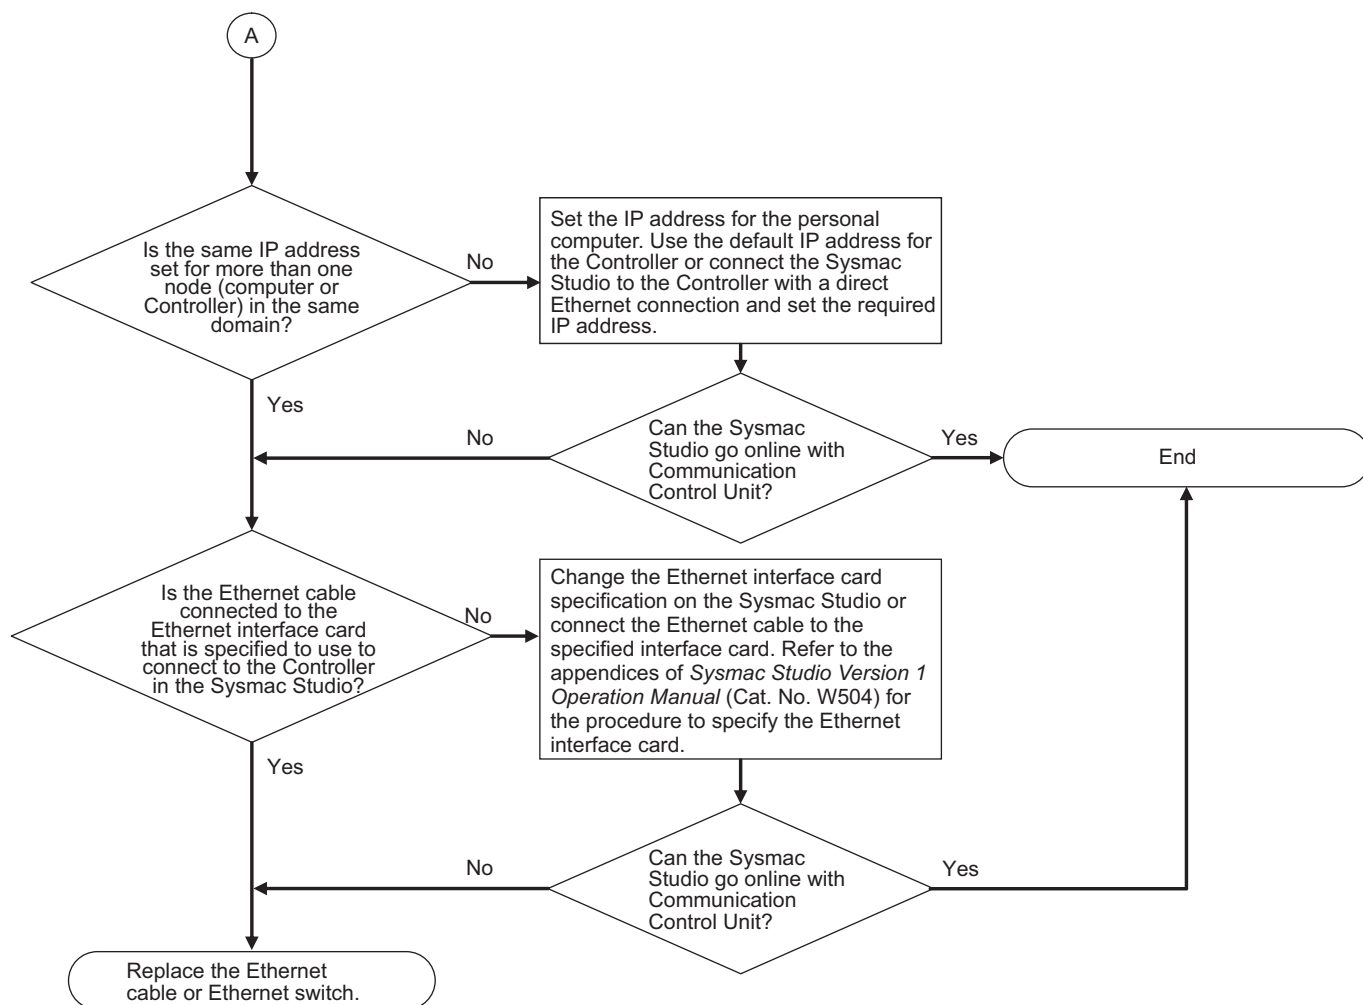 A
Is the same IP address
set for more than one
node (computer or
Controller) in the same
domain?
No
Set the IP address for the personal
computer. Use the default IP address for
the Controller or connect the Sysmac
Studio to the Controller with a direct
Ethernet connection and set the required
IP address.
Yes
No
Can the Sysmac
Studio go online with
Communication
Control Unit?
Yes
End
Is the Ethernet cable
connected to the
Ethernet interface card
that is specified to use to
connect to the Controller
in the Sysmac Studio?
No
Change the Ethernet interface card
specification on the Sysmac Studio or
connect the Ethernet cable to the
specified interface card. Refer to the
appendices of Sysmac Studio Version 1
Operation Manual (Cat. No. W504) for
the procedure to specify the Ethernet
interface card.
Yes
No
Can the Sysmac
Studio go online with
Communication
Control Unit?
Yes
Replace the Ethernet
cable or Ethernet switch.